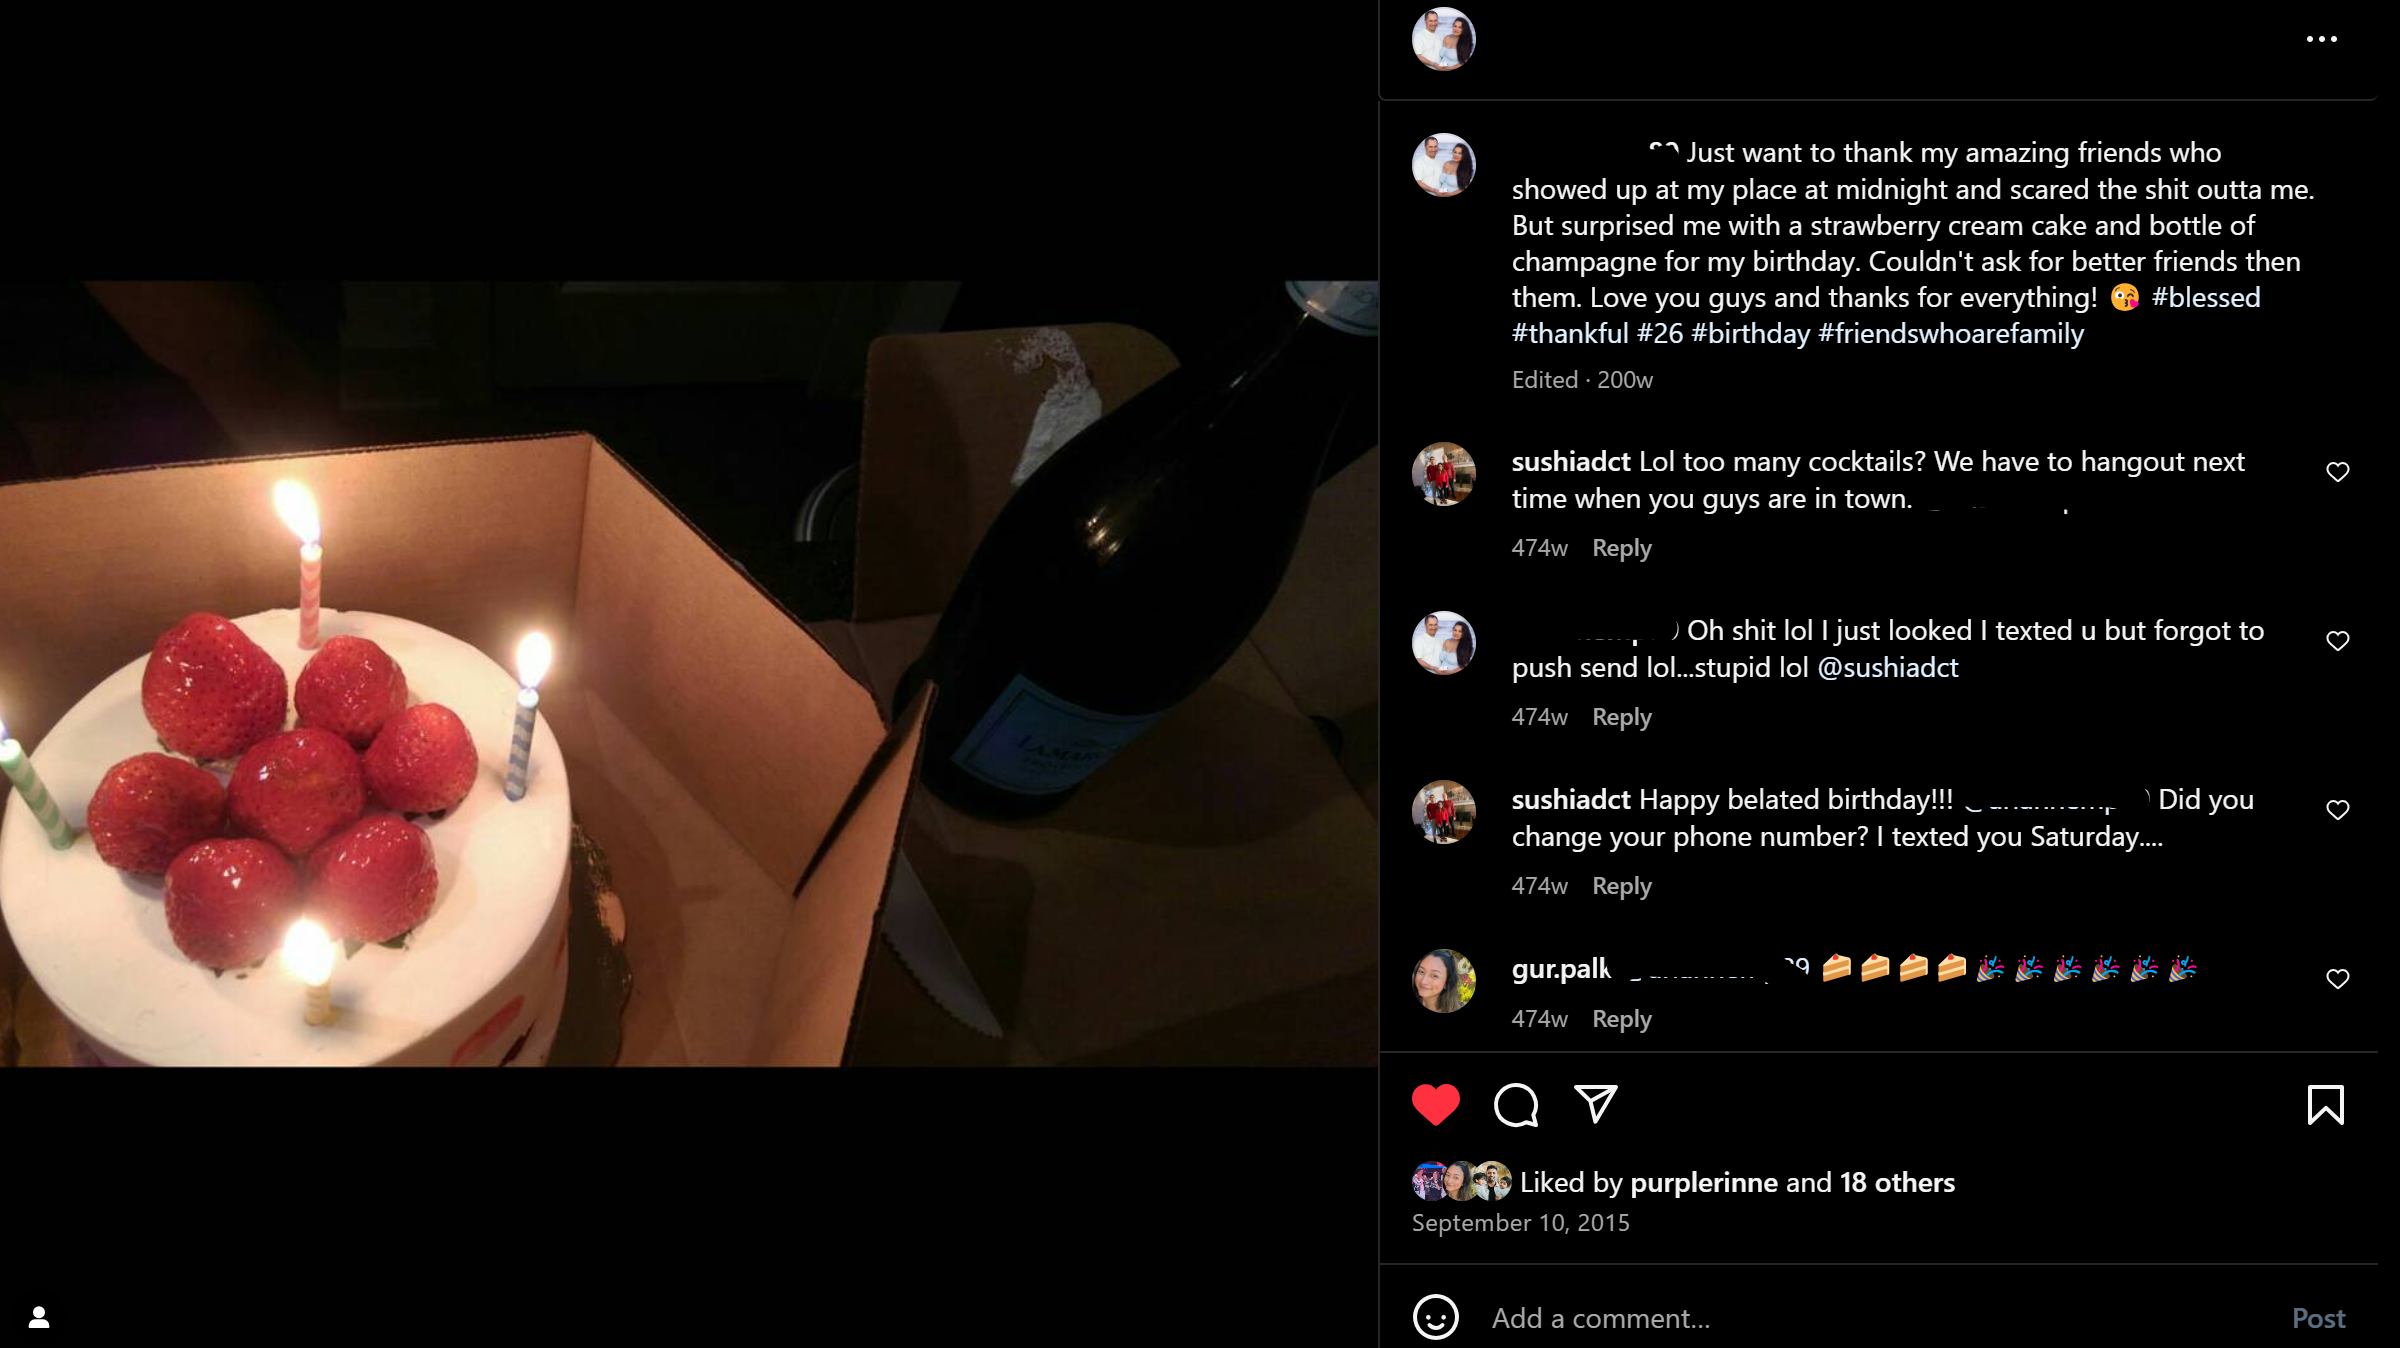 Just want to thank my amazing friends who
showed up at my place at midnight and scared the shit outta me.
But surprised me with a strawberry cream cake and bottle of
champagne for my birthday. Couldn't ask for better friends then
them. Love you guys and thanks for everything! 😘 #blessed
#thankful #26 #birthday #friendswhoarefamily
Edited · 200w
sushiadct Lol too many cocktails? We have to hangout next
time when you guys are in town.
474w Reply
Oh shit lol I just looked I texted u but forgot to
push send lol...stupid lol @sushiadct
474w Reply
sushiadct Happy belated birthday!!! Did you
change your phone number? I texted you Saturday....
474w Reply
gur.palk 🍰🍰🍰🍰🎉🎉🎉🎉🎉🎉
474w Reply
Liked by purplerinne and 18 others
September 10, 2015
Add a comment...
Post